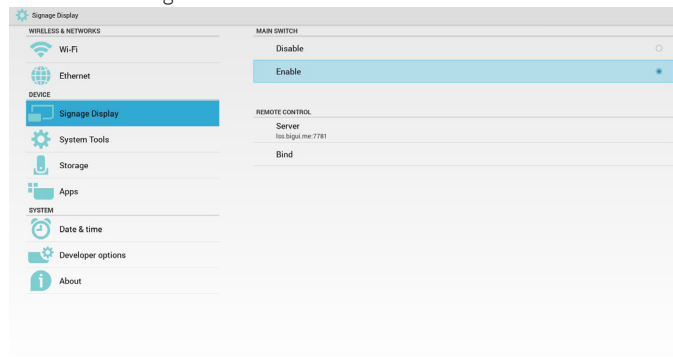 Signage Display
WIRELESS & NETWORKS
Wi-Fi
Ethernet
DEVICE
Signage Display
System Tools
Storage
Apps
SYSTEM
Date & time
Developer options
About
MAIN SWITCH
Disable
Enable
REMOTE CONTROL
Server
lss.bigui.me:7781
Bind